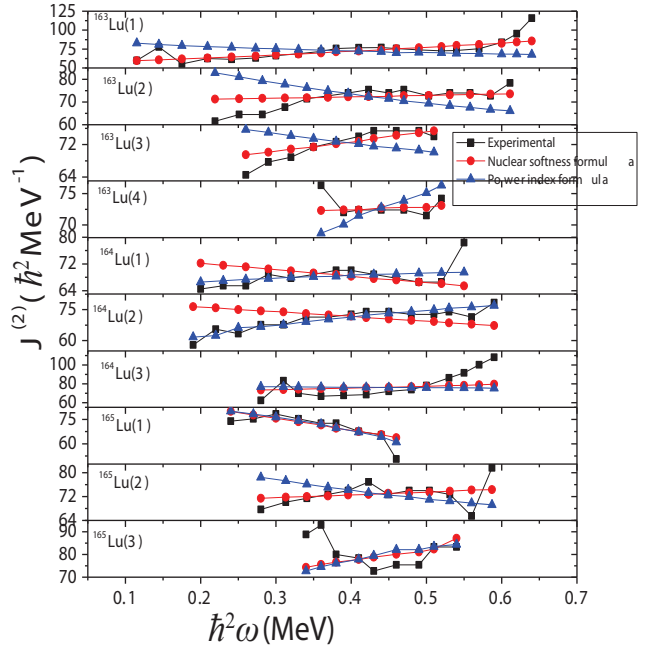 125
100
75
50
163Lu(1)
80
70
60
163Lu(2)
72
64
163Lu(3)
Experimental
Nuclear softness formul a
Po wer index form ula
75
70
163Lu(4)
80
72
64
164Lu(1)
75
60
164Lu(2)
100
80
60
164Lu(3)
75
60
165Lu(1)
80
72
64
165Lu(2)
90
80
70
165Lu(3)
J(2)(ħ2MeV-1)
0.1 0.2 0.3 0.4 0.5 0.6 0.7
ħ2ω(MeV)